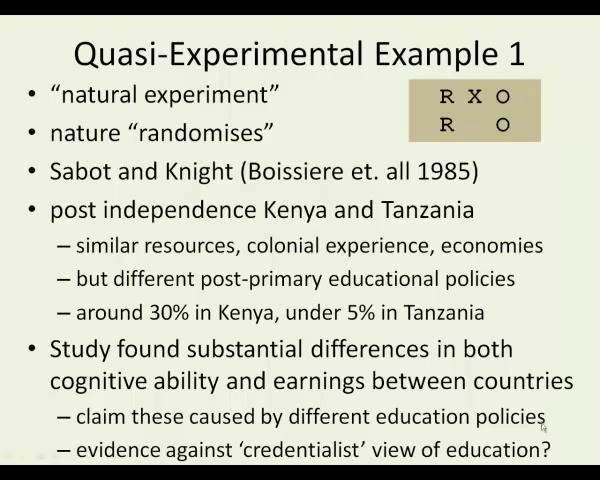 Quasi-Experimental Example 1
• "natural experiment"
R X O
• nature "randomises"
R O
• Sabot and Knight (Boissiere et. all 1985)
• post independence Kenya and Tanzania
– similar resources, colonial experience, economies
– but different post-primary educational policies
– around 30% in Kenya, under 5% in Tanzania
• Study found substantial differences in both
cognitive ability and earnings between countries
– claim these caused by different education policies
– evidence against 'credentialist' view of education?